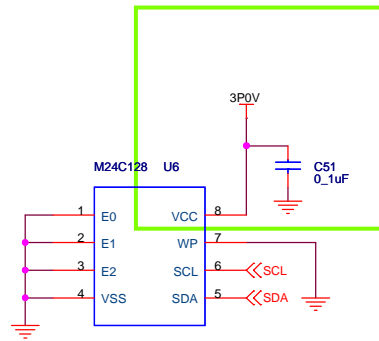 3P0V
C51
0_1uF
M24C128 U6
1 E0 VCC 8
2 E1 WP 7
3 E2 SCL 6 SCL
4 VSS SDA 5 SDA